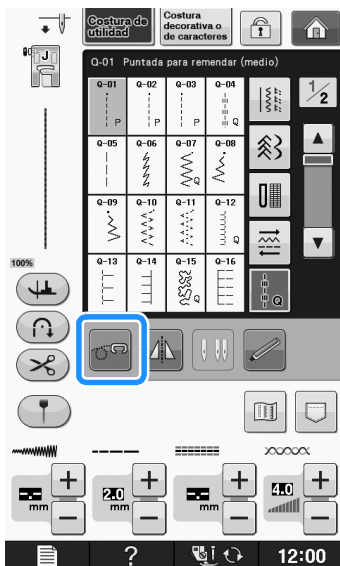 Costura de utilidad
Costura decorativa o de caracteres
J
Q-01 Puntada para remendar (medio)
1/2
Q-01 Q-02 Q-03 Q-04
P P P Q
Q-05 Q-06 Q-07 Q-08
Q
Q-09 Q-10 Q-11 Q-12
Q
Q-13 Q-14 Q-15 Q-16
Q
Q
100%
-.- mm + -
2.0 mm + -
-.- mm + -
4.0 + -
? 12:00